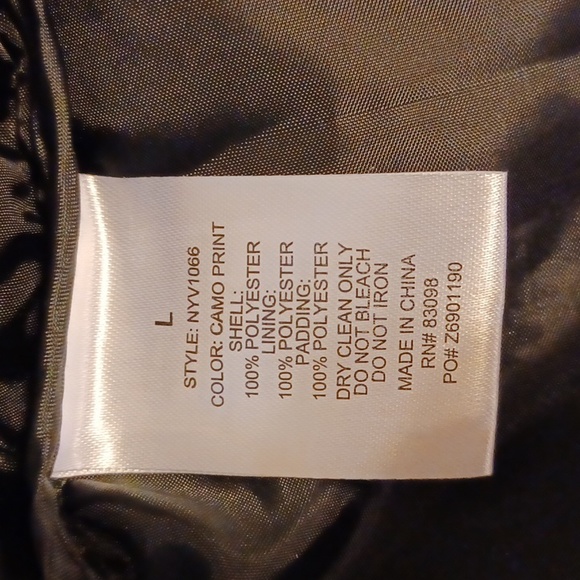 L
STYLE: NYV1066
COLOR: CAMO PRINT
SHELL:
100% POLYESTER
LINING:
100% POLYESTER
PADDING:
100% POLYESTER
DRY CLEAN ONLY
DO NOT BLEACH
DO NOT IRON
MADE IN CHINA
RN# 83098
PO# Z6901190